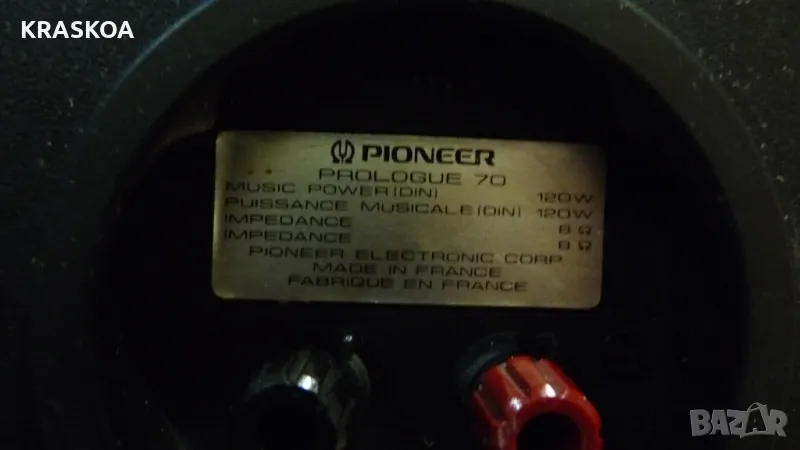 KRASKOA
PIONEER
PROLOGUE 70
MUSIC POWER(DIN) 120W
PUISSANCE MUSICALE(DIN) 120W
IMPEDANCE 8 Ω
IMPEDANCE 8 Ω
PIONEER ELECTRONIC CORP
MADE IN FRANCE
FABRIQUE EN FRANCE
BAZAR